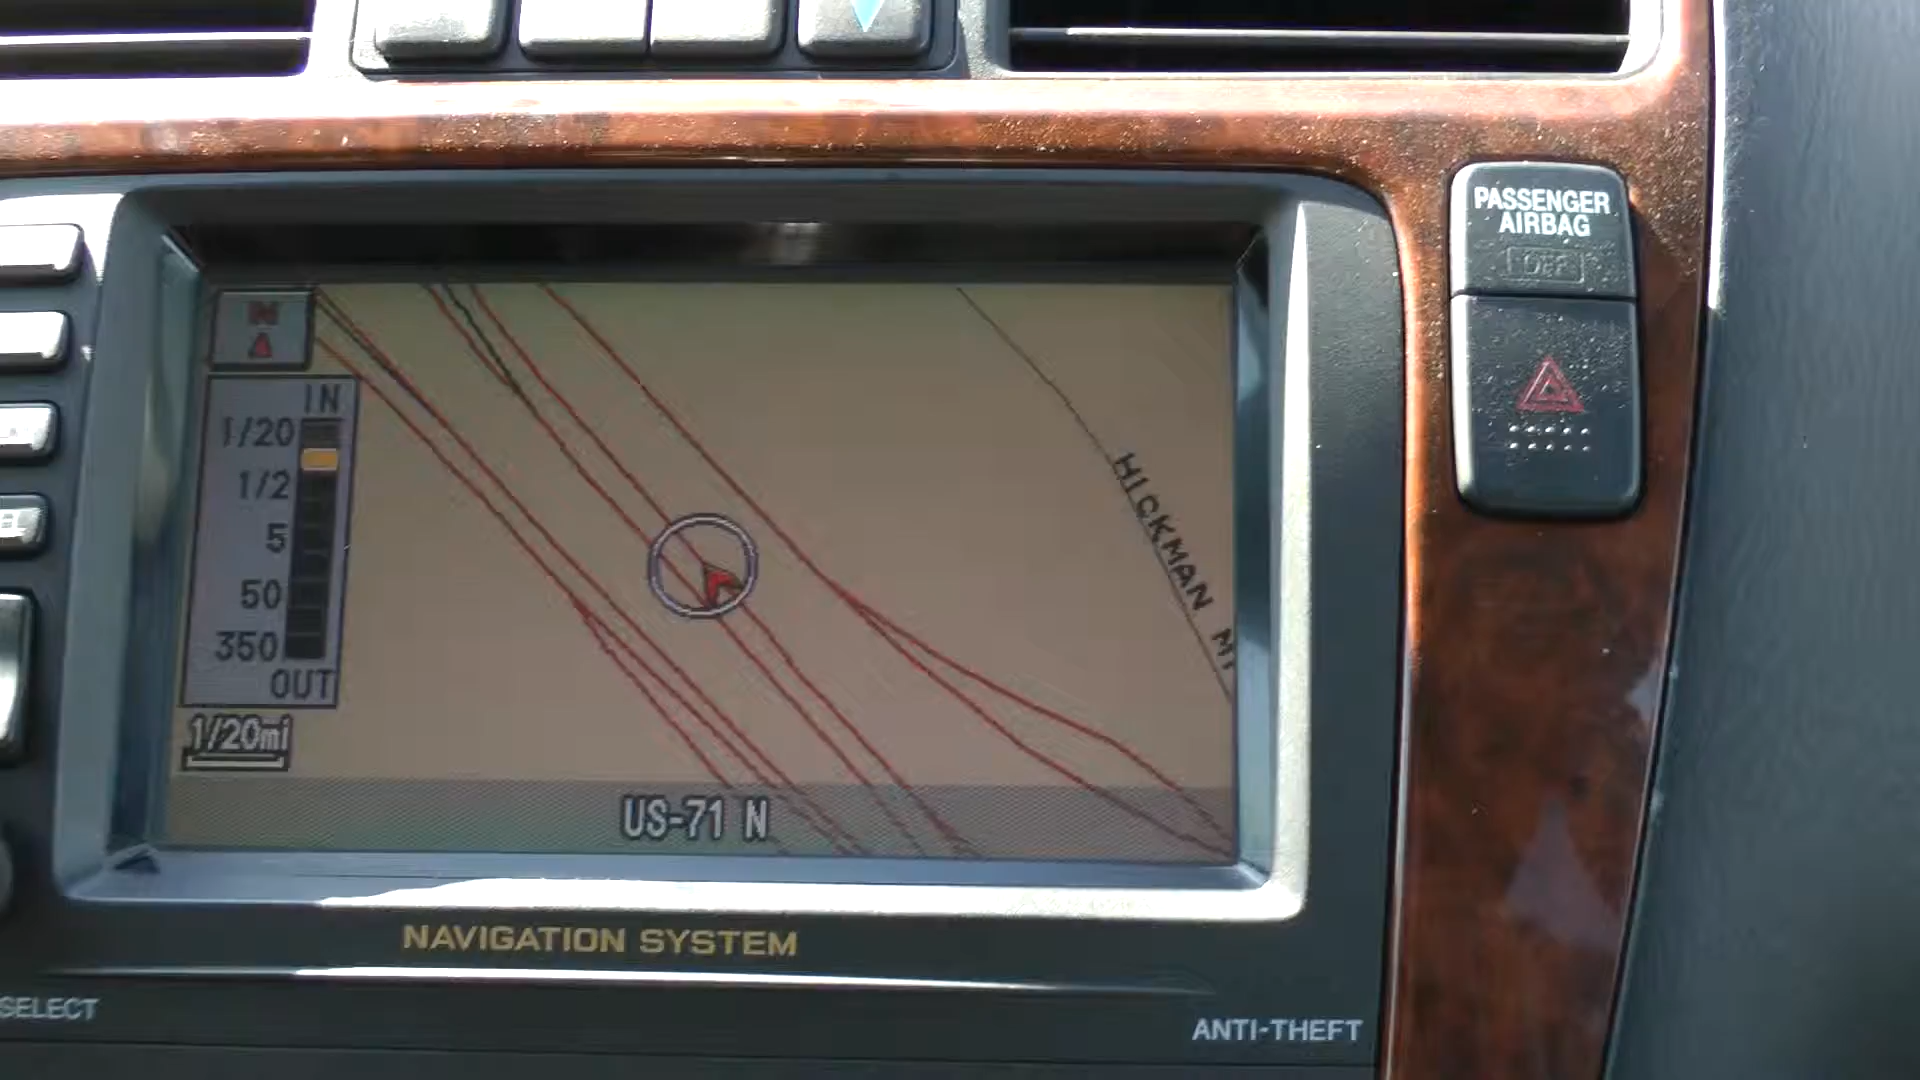 PASSENGER
AIRBAG
OFF
N
IN
1/20
1/2
5
50
350
OUT
1/20mi
HICKMAN MI
US-71 N
NAVIGATION SYSTEM
SELECT
ANTI-THEFT